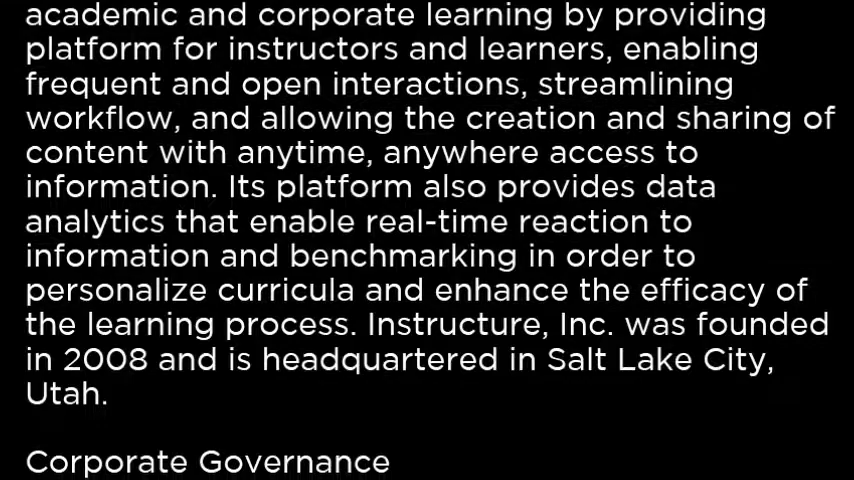 academic and corporate learning by providing
platform for instructors and learners, enabling
frequent and open interactions, streamlining
workflow, and allowing the creation and sharing of
content with anytime, anywhere access to
information. Its platform also provides data
analytics that enable real-time reaction to
information and benchmarking in order to
personalize curricula and enhance the efficacy of
the learning process. Instructure, Inc. was founded
in 2008 and is headquartered in Salt Lake City,
Utah.
Corporate Governance